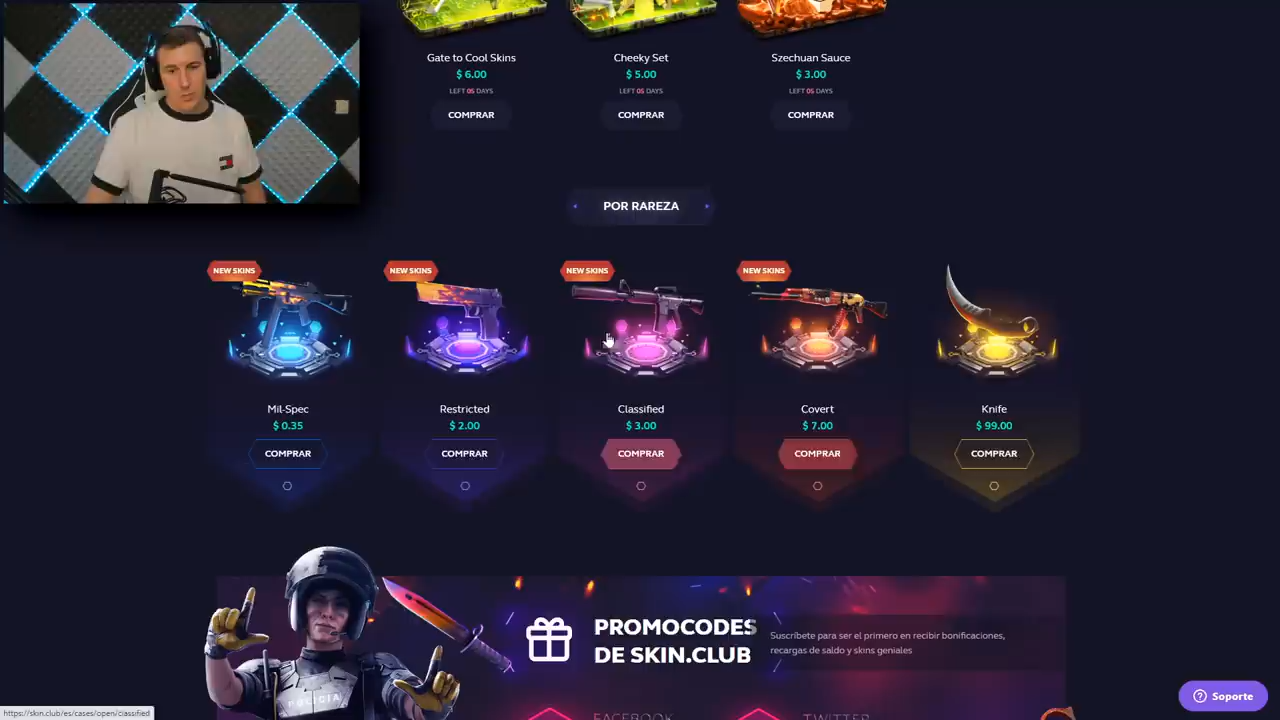 Gate to Cool Skins
$ 6.00
LEFT 05 DAYS
COMPRAR
Cheeky Set
$ 5.00
LEFT 05 DAYS
COMPRAR
Szechuan Sauce
$ 3.00
LEFT 05 DAYS
COMPRAR
POR RAREZA
NEW SKINS
Mil-Spec
$ 0.35
COMPRAR
NEW SKINS
Restricted
$ 2.00
COMPRAR
NEW SKINS
Classified
$ 3.00
COMPRAR
NEW SKINS
Covert
$ 7.00
COMPRAR
Knife
$ 99.00
COMPRAR
POLICIA
PROMOCODES
DE SKIN.CLUB
Suscríbete para ser el primero en recibir bonificaciones,
recargas de saldo y skins geniales
FACEBOOK
TWITTER
Soporte
https://skin.club/es/cases/open/classified